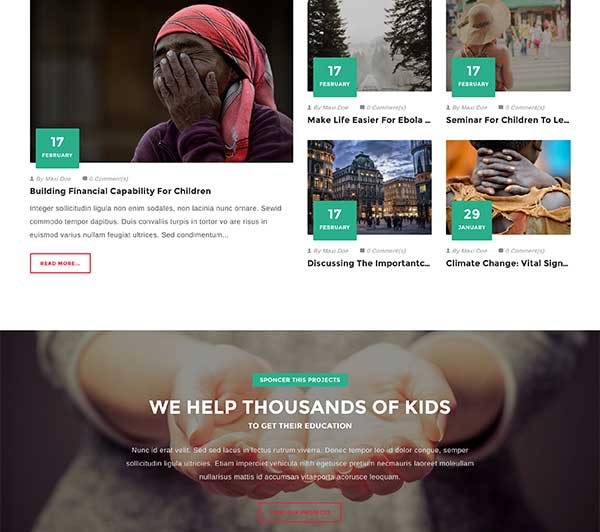 17
FEBRUARY
By Maxi Doe 0 Comment(s)
Building Financial Capability For Children
Integer sollicitudin ligula non enim sodales, non lacinia nunc ornare. Sewid
commodo tempor dapibus. Duis convallis turpis in tortor vo are risus in
euismod varius nullam feugiat ultrices. Sed condimentum...
READ MORE...
17
FEBRUARY
By Maxi Doe 0 Comment(s)
Make Life Easier For Ebola ...
17
FEBRUARY
By Maxi Doe 0 Comment(s)
Seminar For Children To Le...
17
FEBRUARY
By Maxi Doe 0 Comment(s)
Discussing The Importantc...
29
JANUARY
By Maxi Doe 0 Comment(s)
Climate Change: Vital Sign...
SPONCER THIS PROJECTS
WE HELP THOUSANDS OF KIDS
TO GET THEIR EDUCATION
Nunc id erat velit. Sed sed lacus in lectus rutrum viverra. Donec tempor leo id dolor congue, semper
sollicitudin ligula ultricies. Etiam imperdiet vehicula nibh egetusce pretium necmauris laoreet moleullam
nullarisus mattis id accumsan vitaeporta acorusce leoquam.
VIEW OUR PROJECTS